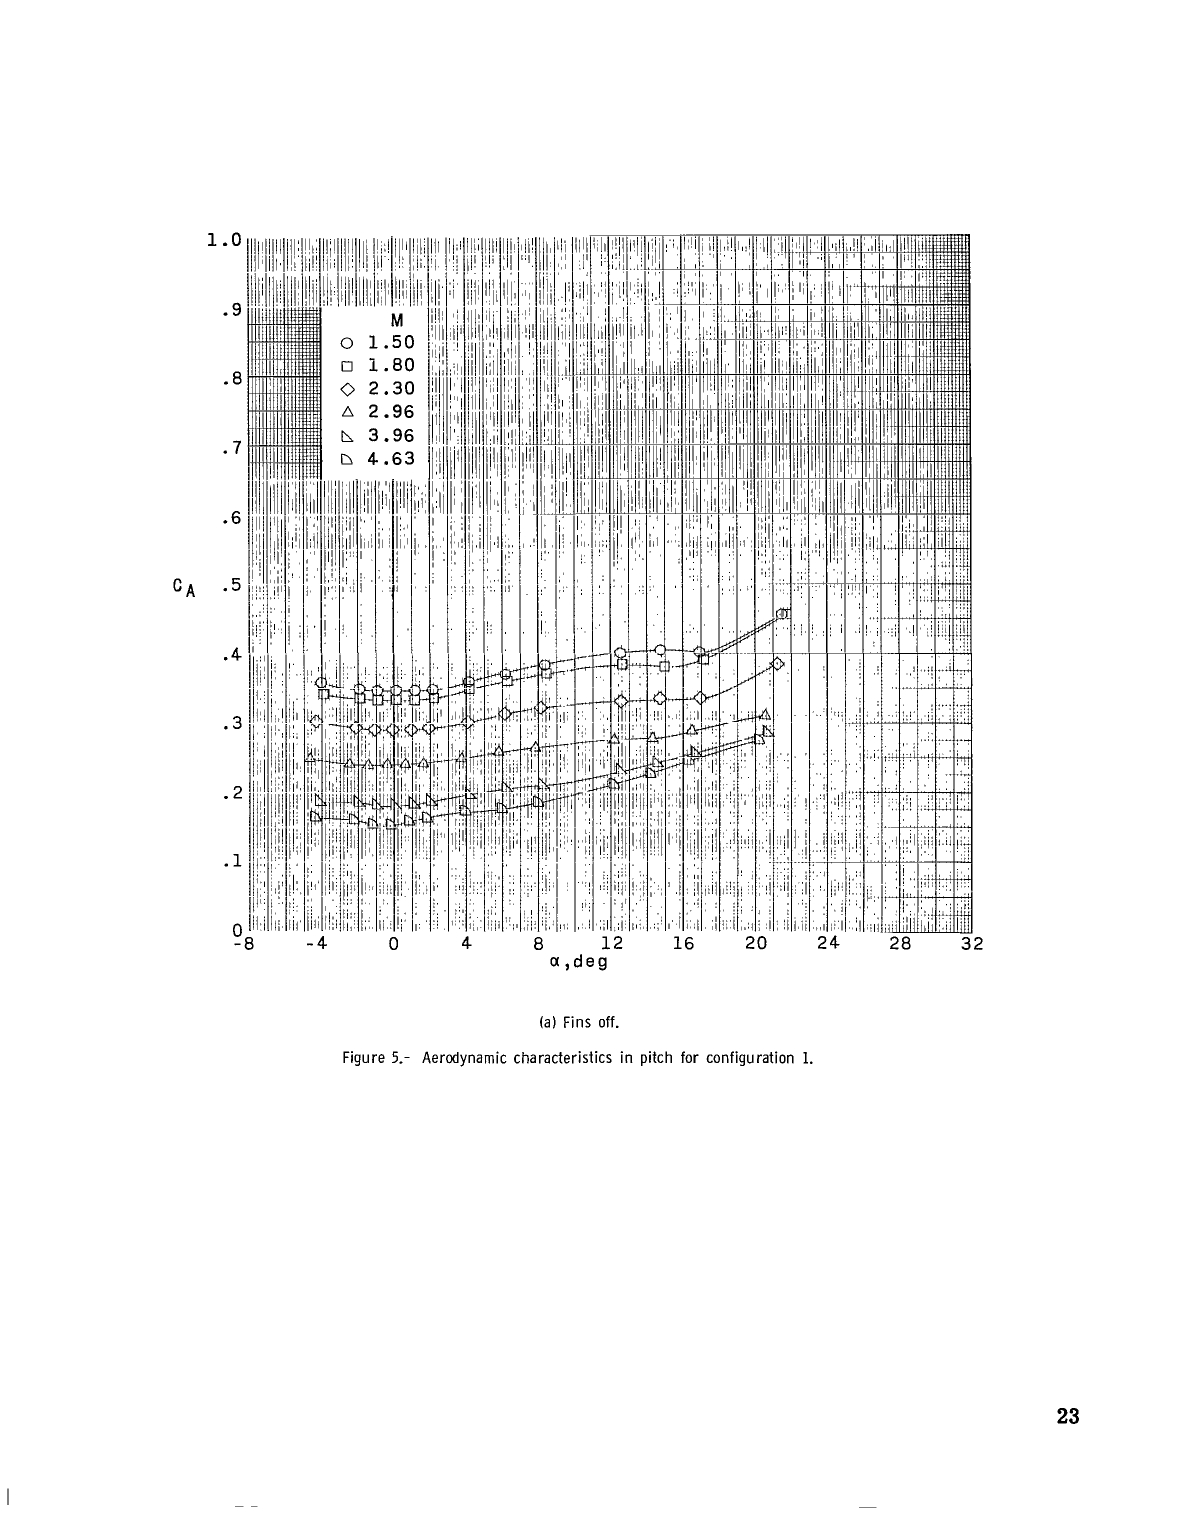 1.0
.9
M
1.50
1.80
.8
2.30
2.96
3.96
.7
4.63
.6
CA .5
.4
.3
.2
.1
0
-8 -4 0 4 8 12 16 20 24 28 32
α,deg
(a) Fins off.
Figure 5.- Aerodynamic characteristics in pitch for configuration 1.
23